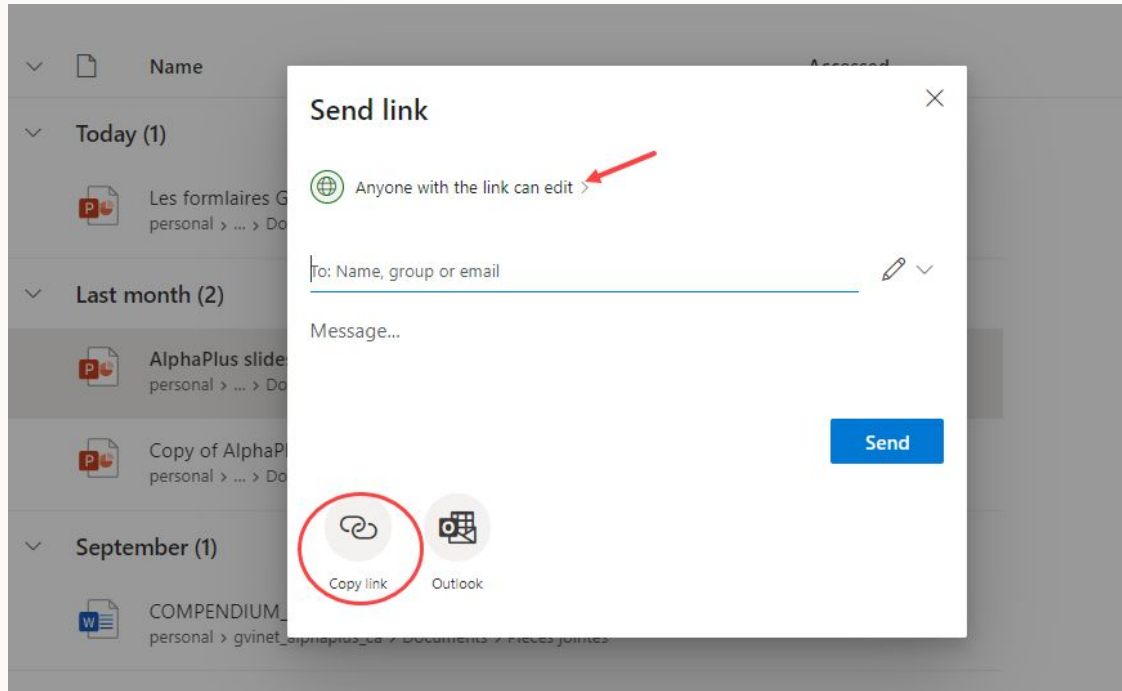 Name
Accessed
Send link
Today (1)
Anyone with the link can edit >
Les formlaires G
personal > ... > Do
To: Name, group or email
Last month (2)
Message...
AlphaPlus slides
personal > ... > Do
Send
Copy of AlphaPl
personal > ... > Do
Copy link
Outlook
September (1)
COMPENDIUM_
personal > gvinet_alphaplus_ca > Documents > Pièces jointes